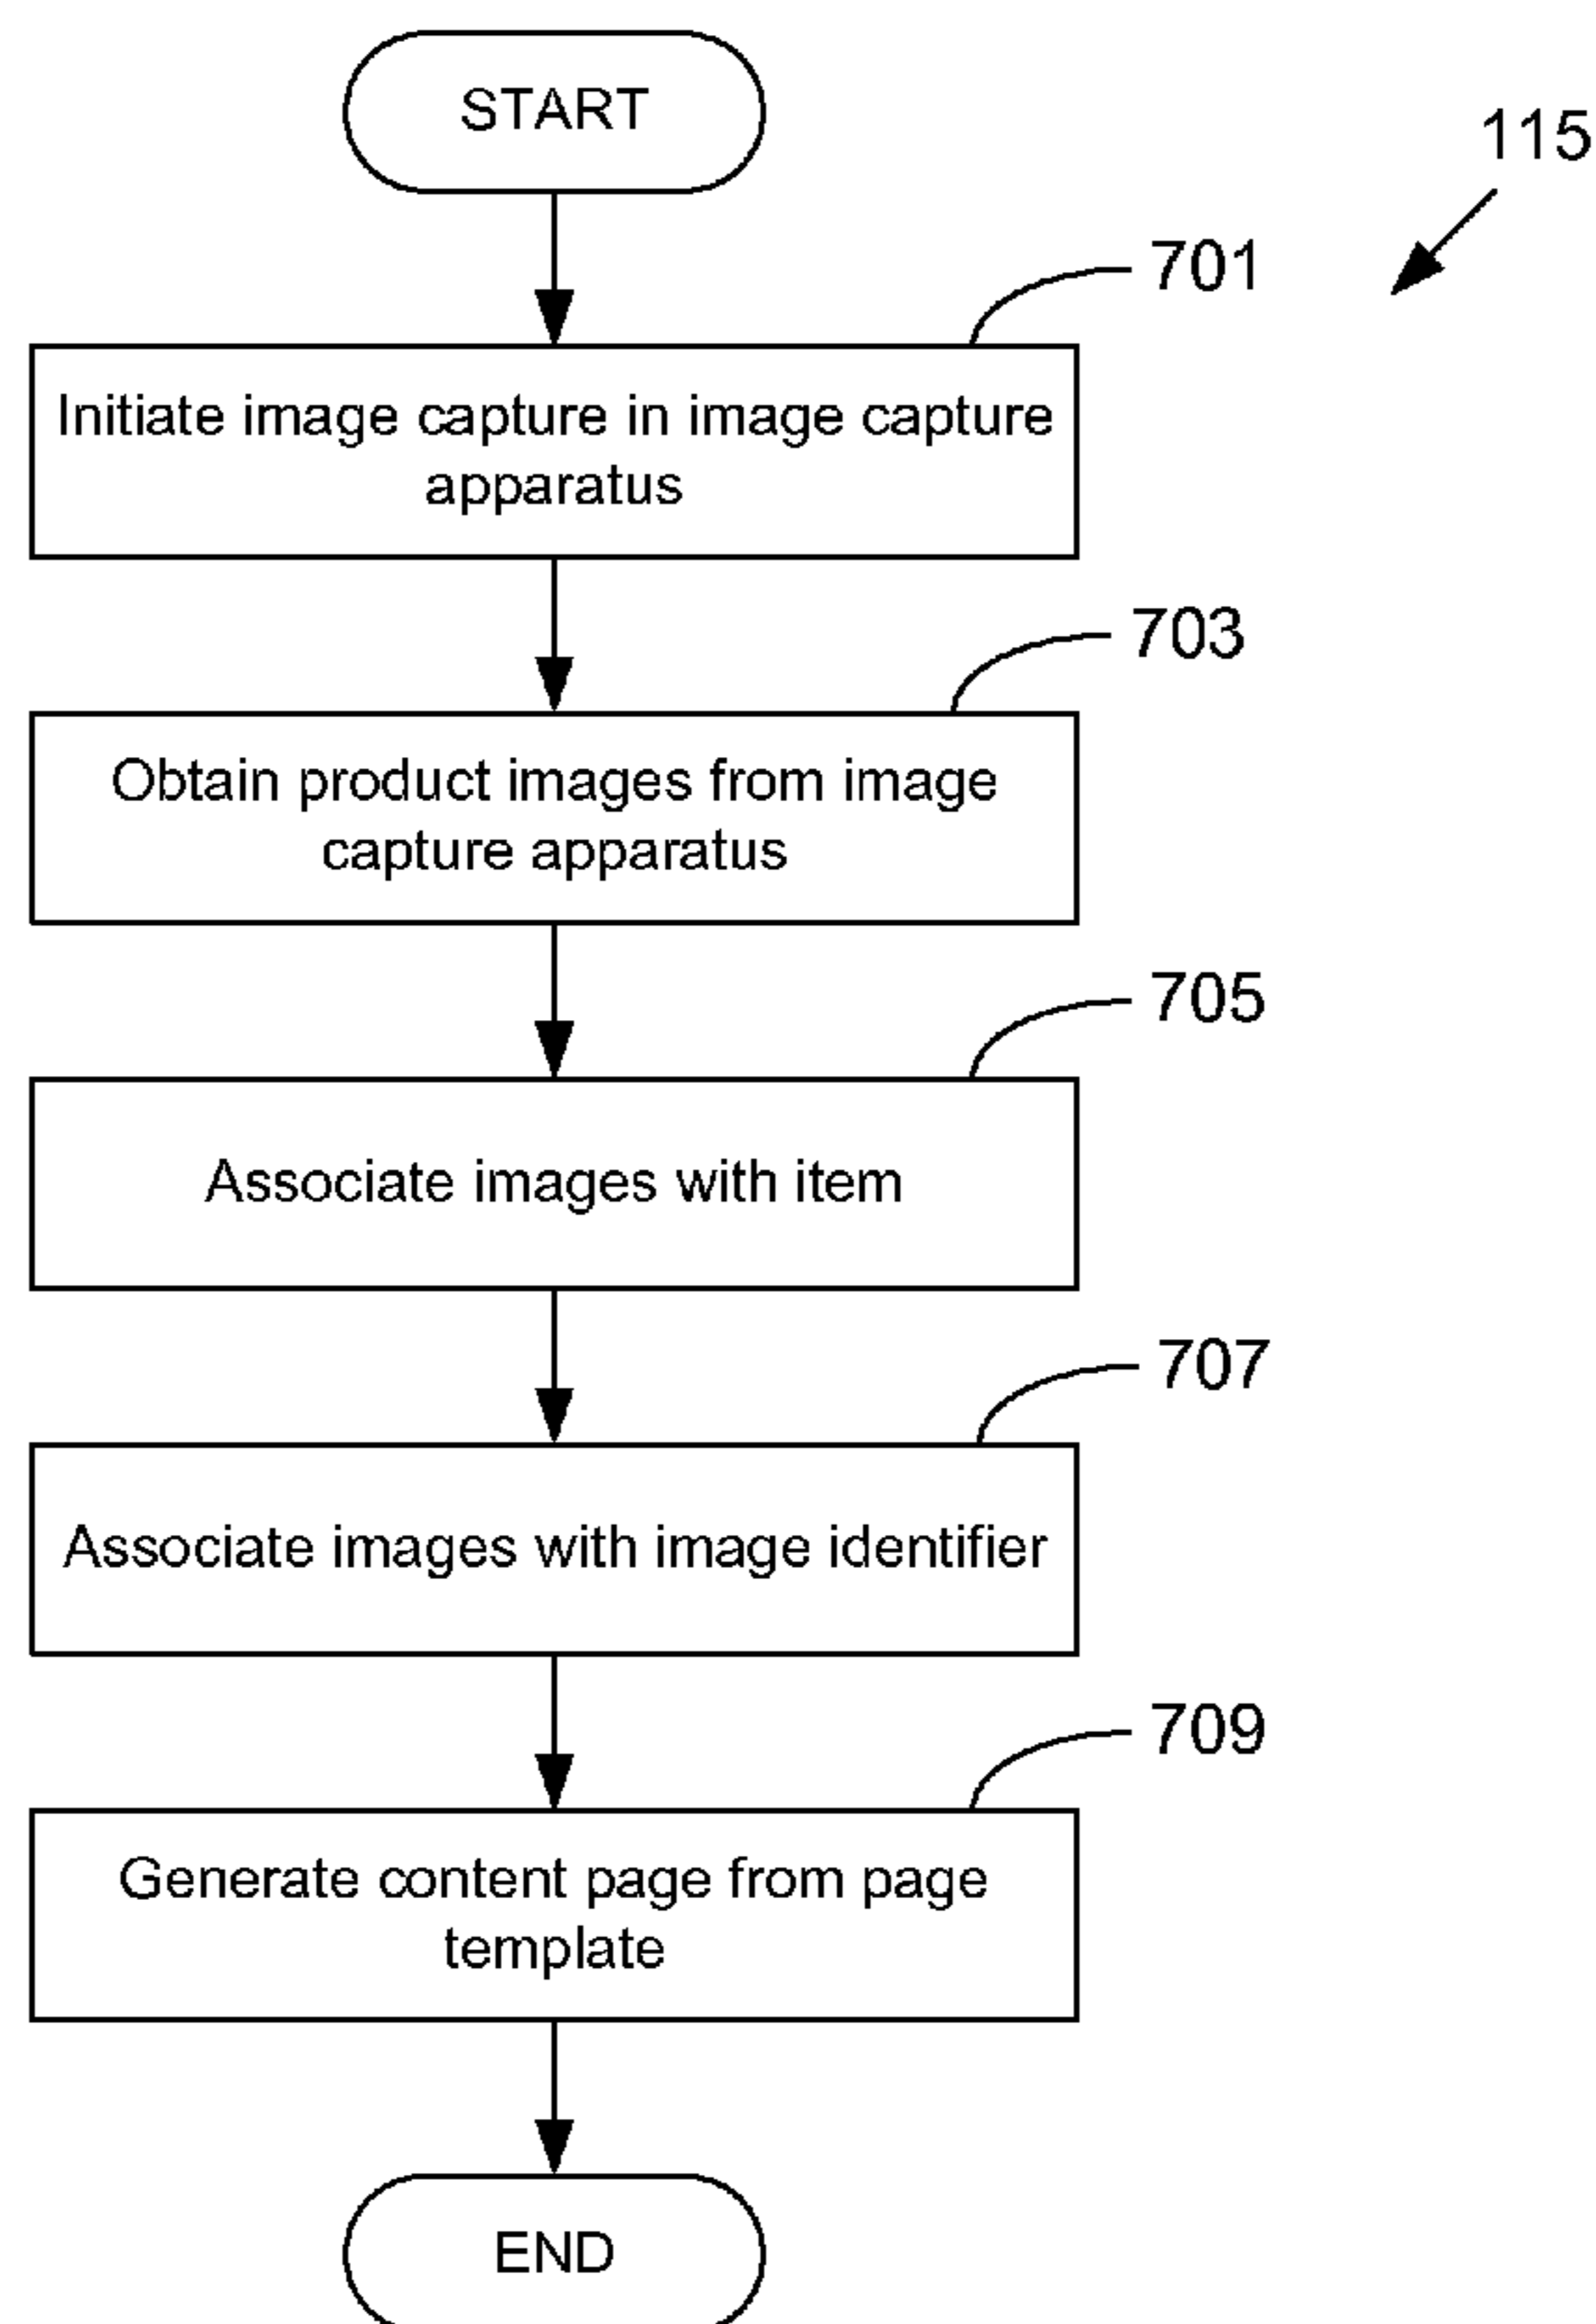 START
115
701
Initiate image capture in image capture
apparatus
703
Obtain product images from image
capture apparatus
705
Associate images with item
707
Associate images with image identifier
709
Generate content page from page
template
END